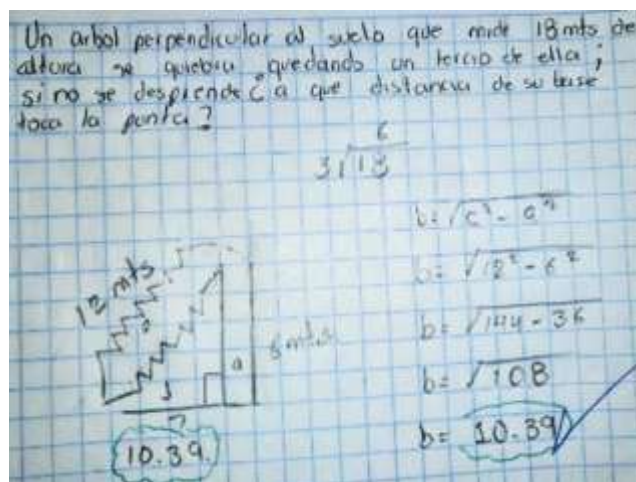 Un arbol perpendicular al suelo que mide 18 mts de
altura se quiebra quedando un tercio de ella ;
si no se desprende ¿ a que distancia de su base
toca la punta?
6
3√18
b=√c²-a²
b=√12²-6²
b=√144-36
b=√108
b= 10.39
12 mts
6 mts
a
b
10.39.